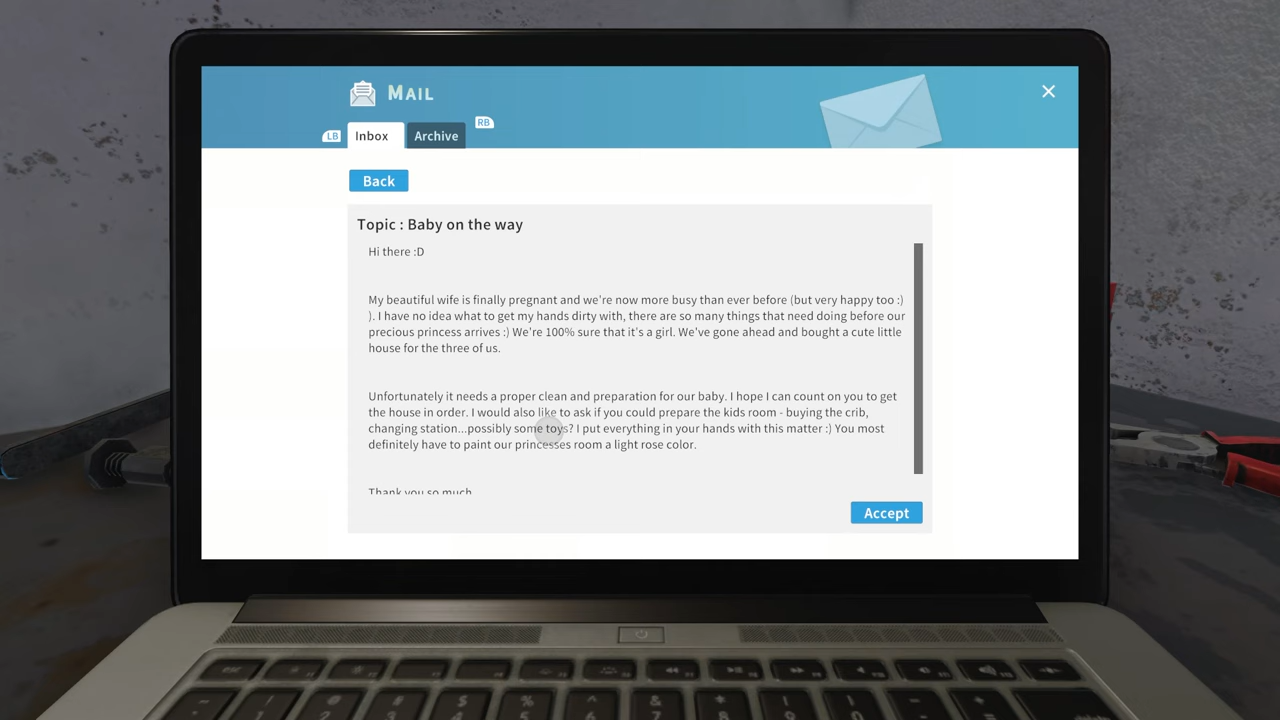 MAIL
LB
Inbox
Archive
RB
Back
Topic : Baby on the way
Hi there :D
My beautiful wife is finally pregnant and we're now more busy than ever before (but very happy too :)
). I have no idea what to get my hands dirty with, there are so many things that need doing before our
precious princess arrives :) We're 100% sure that it's a girl. We've gone ahead and bought a cute little
house for the three of us.
Unfortunately it needs a proper clean and preparation for our baby. I hope I can count on you to get
the house in order. I would also like to ask if you could prepare the kids room - buying the crib,
changing station...possibly some toys? I put everything in your hands with this matter :) You most
definitely have to paint our princesses room a light rose color.
Thank you so much
Accept